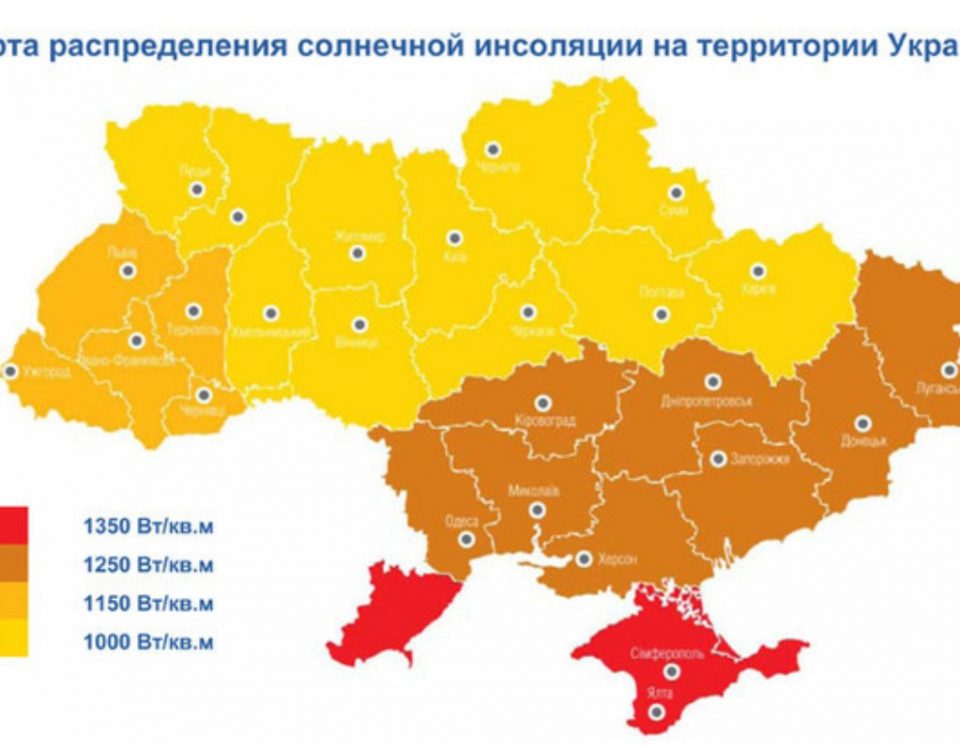 рта распределения солнечной инсоляции на территории Укра
Чернігів
Рівне
Суми
Житомир
Київ
Львів
Харків
Полтава
Тернопіль
Хмельницький
Вінниця
Черкаси
Івано-Франківськ
Ужгород
Чернівці
Кіровоград
Дніпропетровськ
Луганськ
Донецьк
Запоріжжя
Миколаїв
Одеса
Херсон
Сімферополь
Ялта
1350 Вт/кв.м
1250 Вт/кв.м
1150 Вт/кв.м
1000 Вт/кв.м